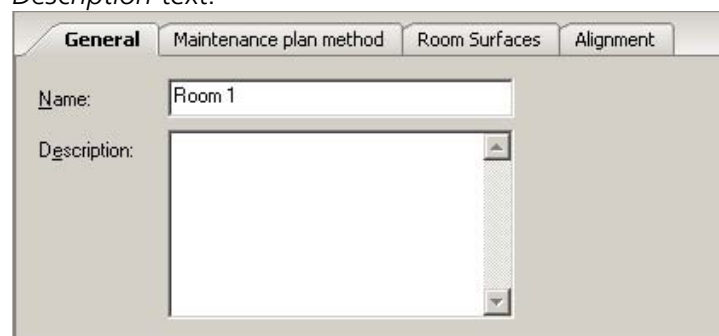 Description text.
General Maintenance plan method Room Surfaces Alignment
Name: Room 1
Description: